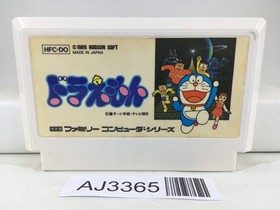 HFC-DO
© 1986 HUDSON SOFT
MADE IN JAPAN
ドラえもん
ファミリー コンピュータ・シリーズ
AJ3365